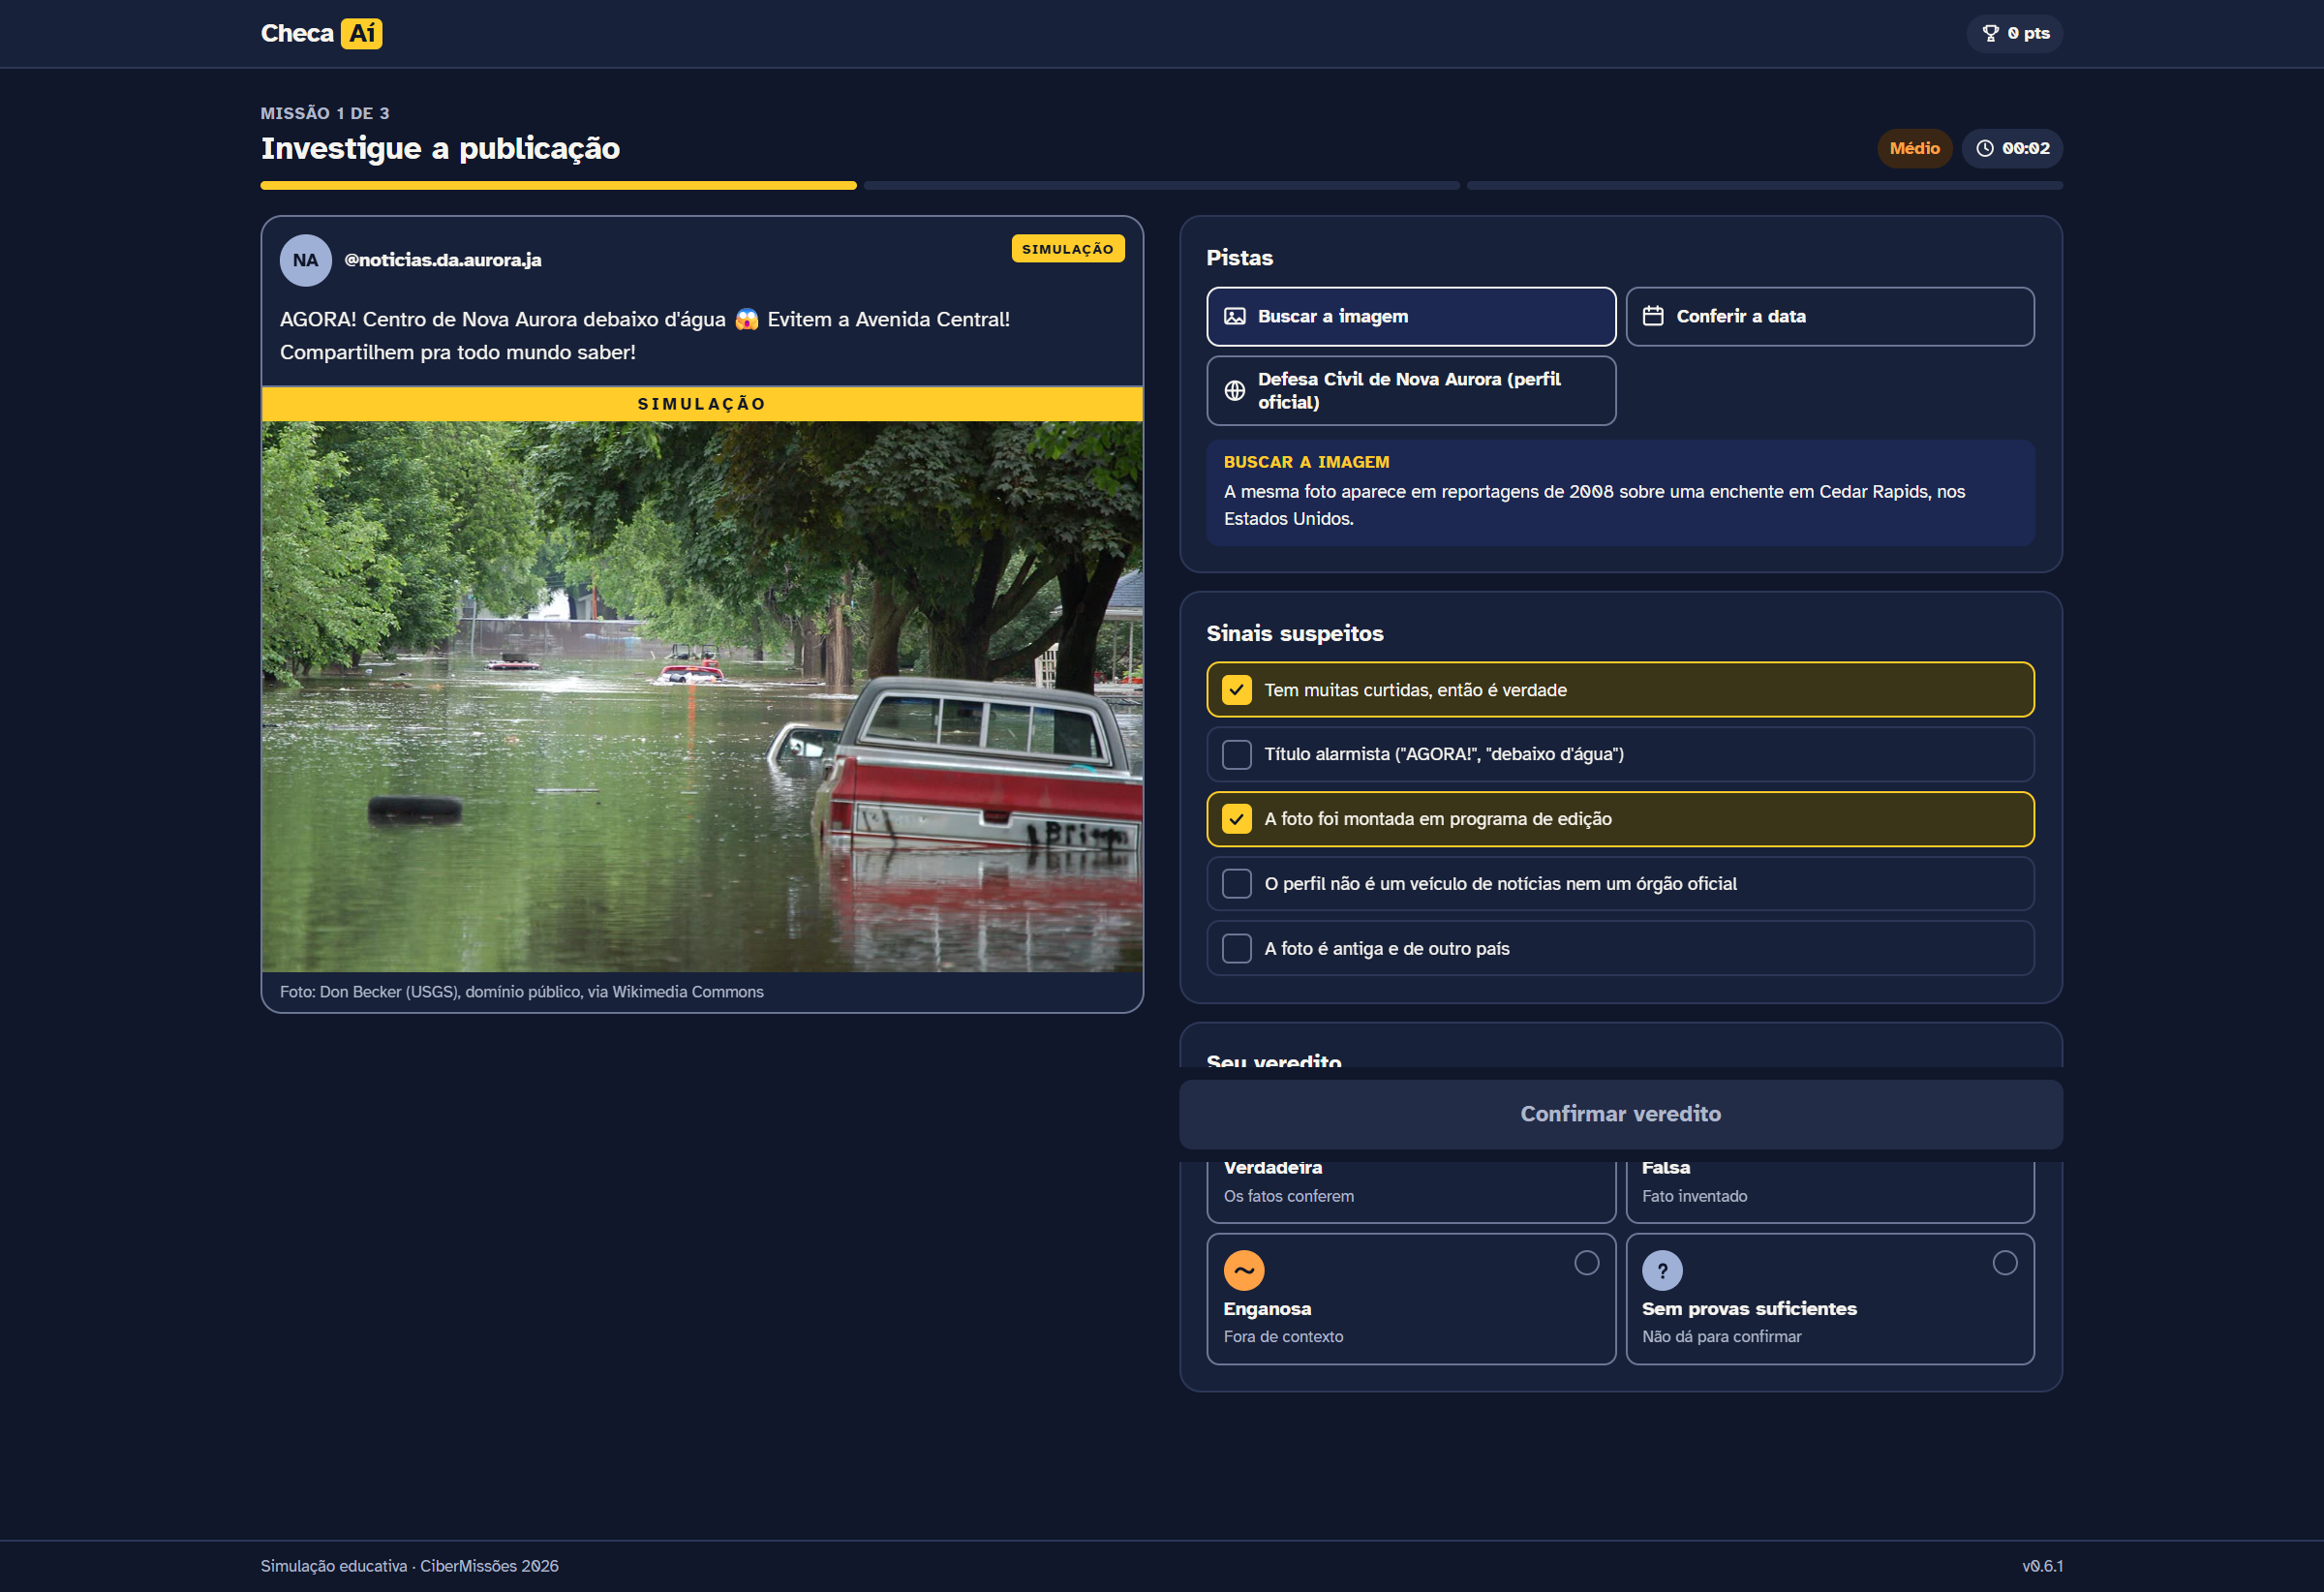 Checa Aí
0 pts
MISSÃO 1 DE 3
Investigue a publicação
Médio
00:02
NA
@noticias.da.aurora.ja
SIMULAÇÃO
AGORA! Centro de Nova Aurora debaixo d'água 😱 Evitem a Avenida Central!
Compartilhem pra todo mundo saber!
SIMULAÇÃO
Foto: Don Becker (USGS), domínio público, via Wikimedia Commons
Pistas
Buscar a imagem
Conferir a data
Defesa Civil de Nova Aurora (perfil
oficial)
BUSCAR A IMAGEM
A mesma foto aparece em reportagens de 2008 sobre uma enchente em Cedar Rapids, nos
Estados Unidos.
Sinais suspeitos
Tem muitas curtidas, então é verdade
Título alarmista ("AGORA!", "debaixo d'água")
A foto foi montada em programa de edição
O perfil não é um veículo de notícias nem um órgão oficial
A foto é antiga e de outro país
Seu veredito
Confirmar veredito
Verdadeira
Os fatos conferem
Falsa
Fato inventado
Enganosa
Fora de contexto
?
Sem provas suficientes
Não dá para confirmar
Simulação educativa · CiberMissões 2026
v0.6.1